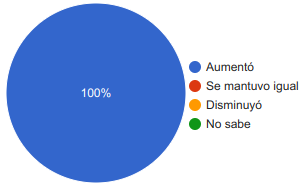 100%
Aumentó
Se mantuvo igual
Disminuyó
No sabe